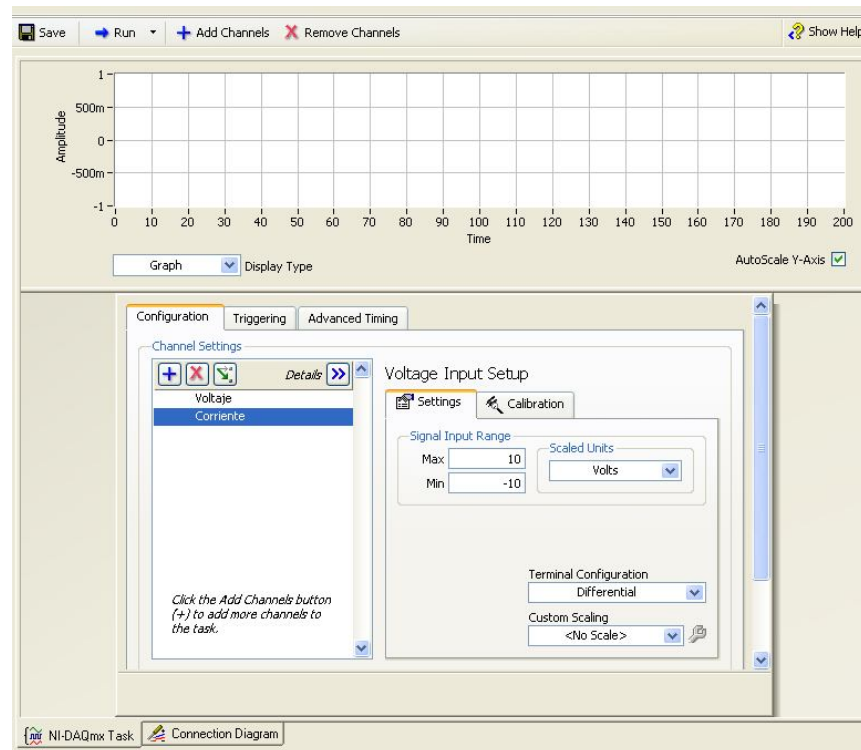 Save Run Add Channels Remove Channels Show Help
1
500m
0
-500m
-1
Amplitude
0 10 20 30 40 50 60 70 80 90 100 110 120 130 140 150 160 170 180 190 200
Time
Graph Display Type AutoScale Y-Axis
Configuration Triggering Advanced Timing
Channel Settings
Details
Voltaje
Corriente
Click the Add Channels button
(+) to add more channels to
the task.
Voltage Input Setup
Settings Calibration
Signal Input Range
Max 10
Min -10
Scaled Units
Volts
Terminal Configuration
Differential
Custom Scaling
<No Scale>
NI-DAQmx Task Connection Diagram